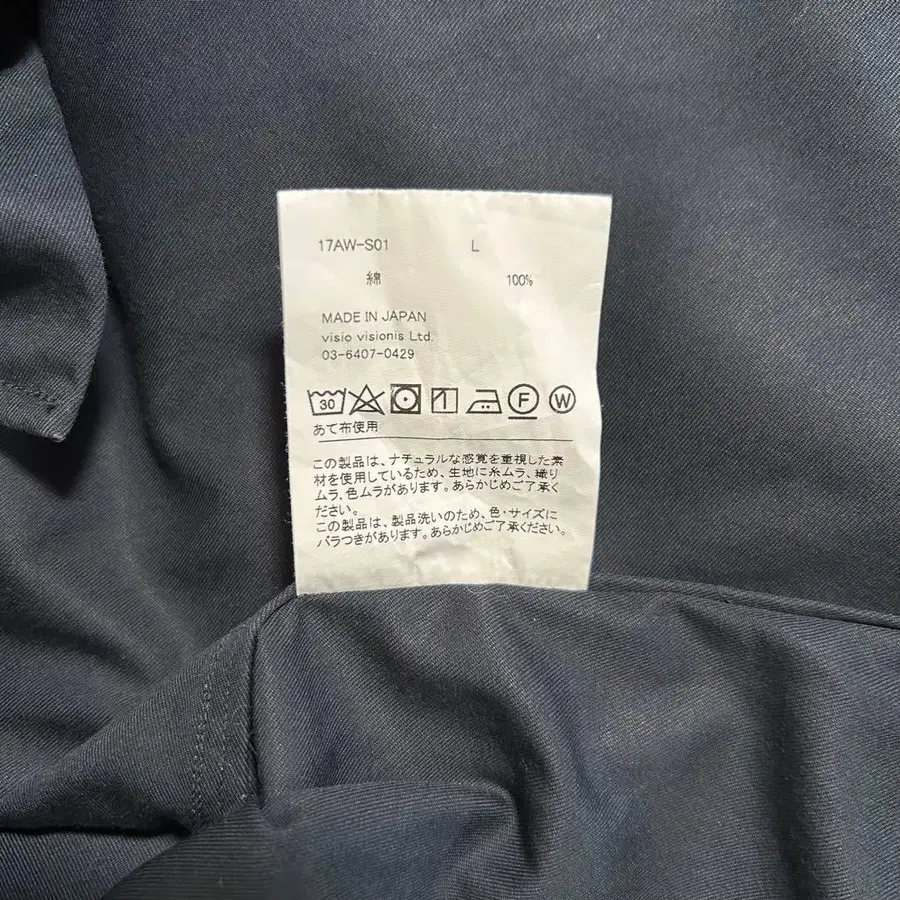 17AW-S01 L
綿 100%
MADE IN JAPAN
visio visionis Ltd.
03-6407-0429
30 F W
あて布使用
この製品は、ナチュラルな感覚を重視した素
材を使用しているため、生地に糸ムラ、織り
ムラ、色ムラがあります。あらかじめご了承く
ださい。
この製品は、製品洗いのため、色・サイズに
バラつきがあります。あらかじめご了承ください。